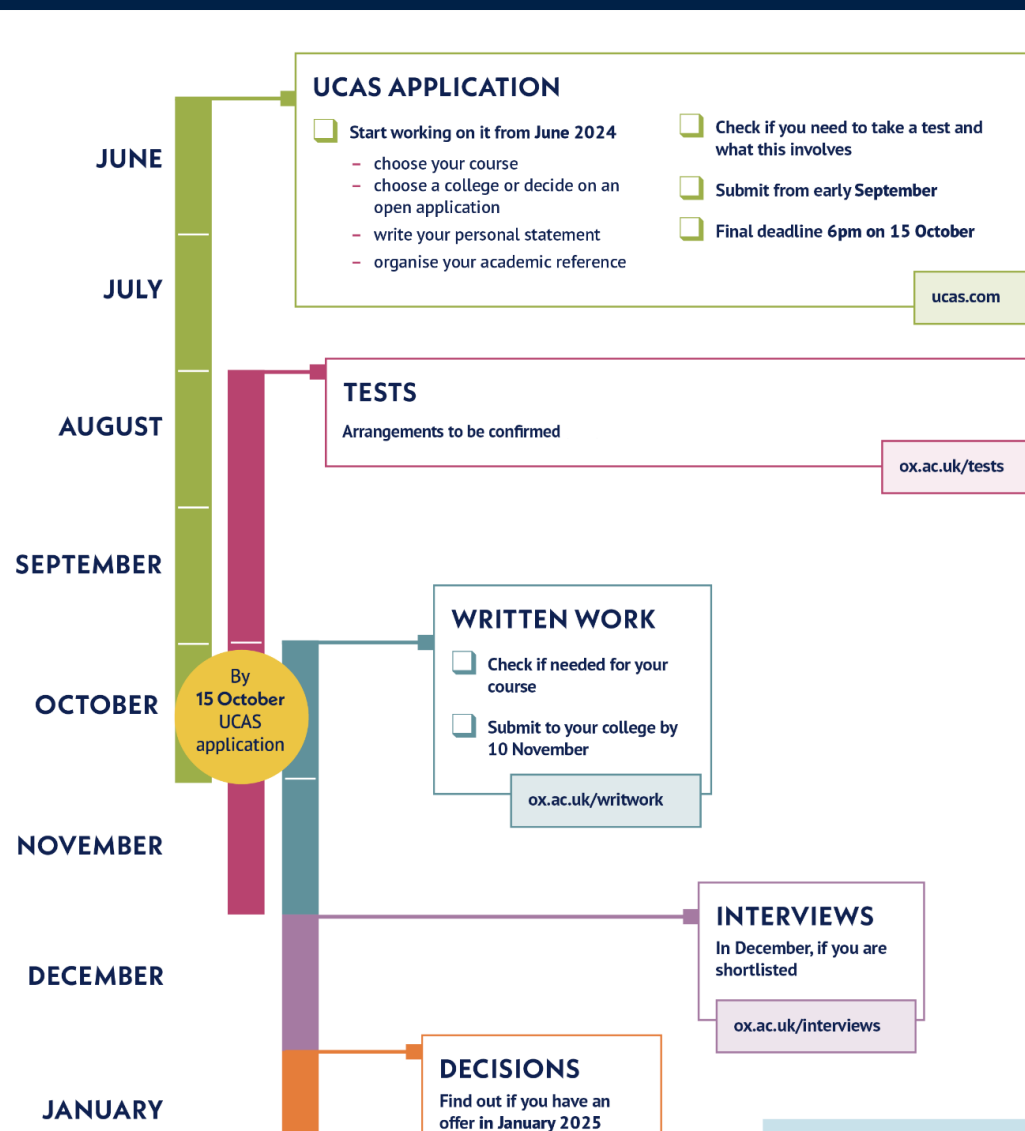 UCAS APPLICATION
Start working on it from June 2024
– choose your course
– choose a college or decide on an
open application
– write your personal statement
– organise your academic reference
Check if you need to take a test and
what this involves
Submit from early September
Final deadline 6pm on 15 October
ucas.com
JUNE
JULY
TESTS
Arrangements to be confirmed
ox.ac.uk/tests
AUGUST
SEPTEMBER
WRITTEN WORK
Check if needed for your
course
Submit to your college by
10 November
ox.ac.uk/writwork
By
15 October
UCAS
application
OCTOBER
NOVEMBER
INTERVIEWS
In December, if you are
shortlisted
ox.ac.uk/interviews
DECEMBER
DECISIONS
Find out if you have an
offer in January 2025
JANUARY